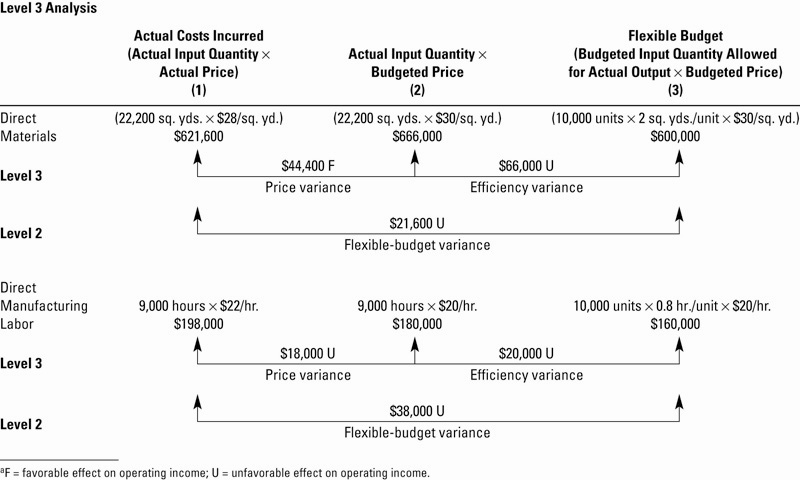 Level 3 Analysis
Actual Costs Incurred
(Actual Input Quantity ×
Actual Price)
(1)
Actual Input Quantity ×
Budgeted Price
(2)
Flexible Budget
(Budgeted Input Quantity Allowed
for Actual Output × Budgeted Price)
(3)
Direct
Materials
(22,200 sq. yds. × $28/sq. yd.)
$621,600
(22,200 sq. yds. × $30/sq. yd.)
$666,000
(10,000 units × 2 sq. yds./unit × $30/sq. yd.)
$600,000
Level 3
$44,400 F
Price variance
$66,000 U
Efficiency variance
Level 2
$21,600 U
Flexible-budget variance
Direct
Manufacturing
Labor
9,000 hours × $22/hr.
$198,000
9,000 hours × $20/hr.
$180,000
10,000 units × 0.8 hr./unit × $20/hr.
$160,000
Level 3
$18,000 U
Price variance
$20,000 U
Efficiency variance
Level 2
$38,000 U
Flexible-budget variance
ᵃF = favorable effect on operating income; U = unfavorable effect on operating income.